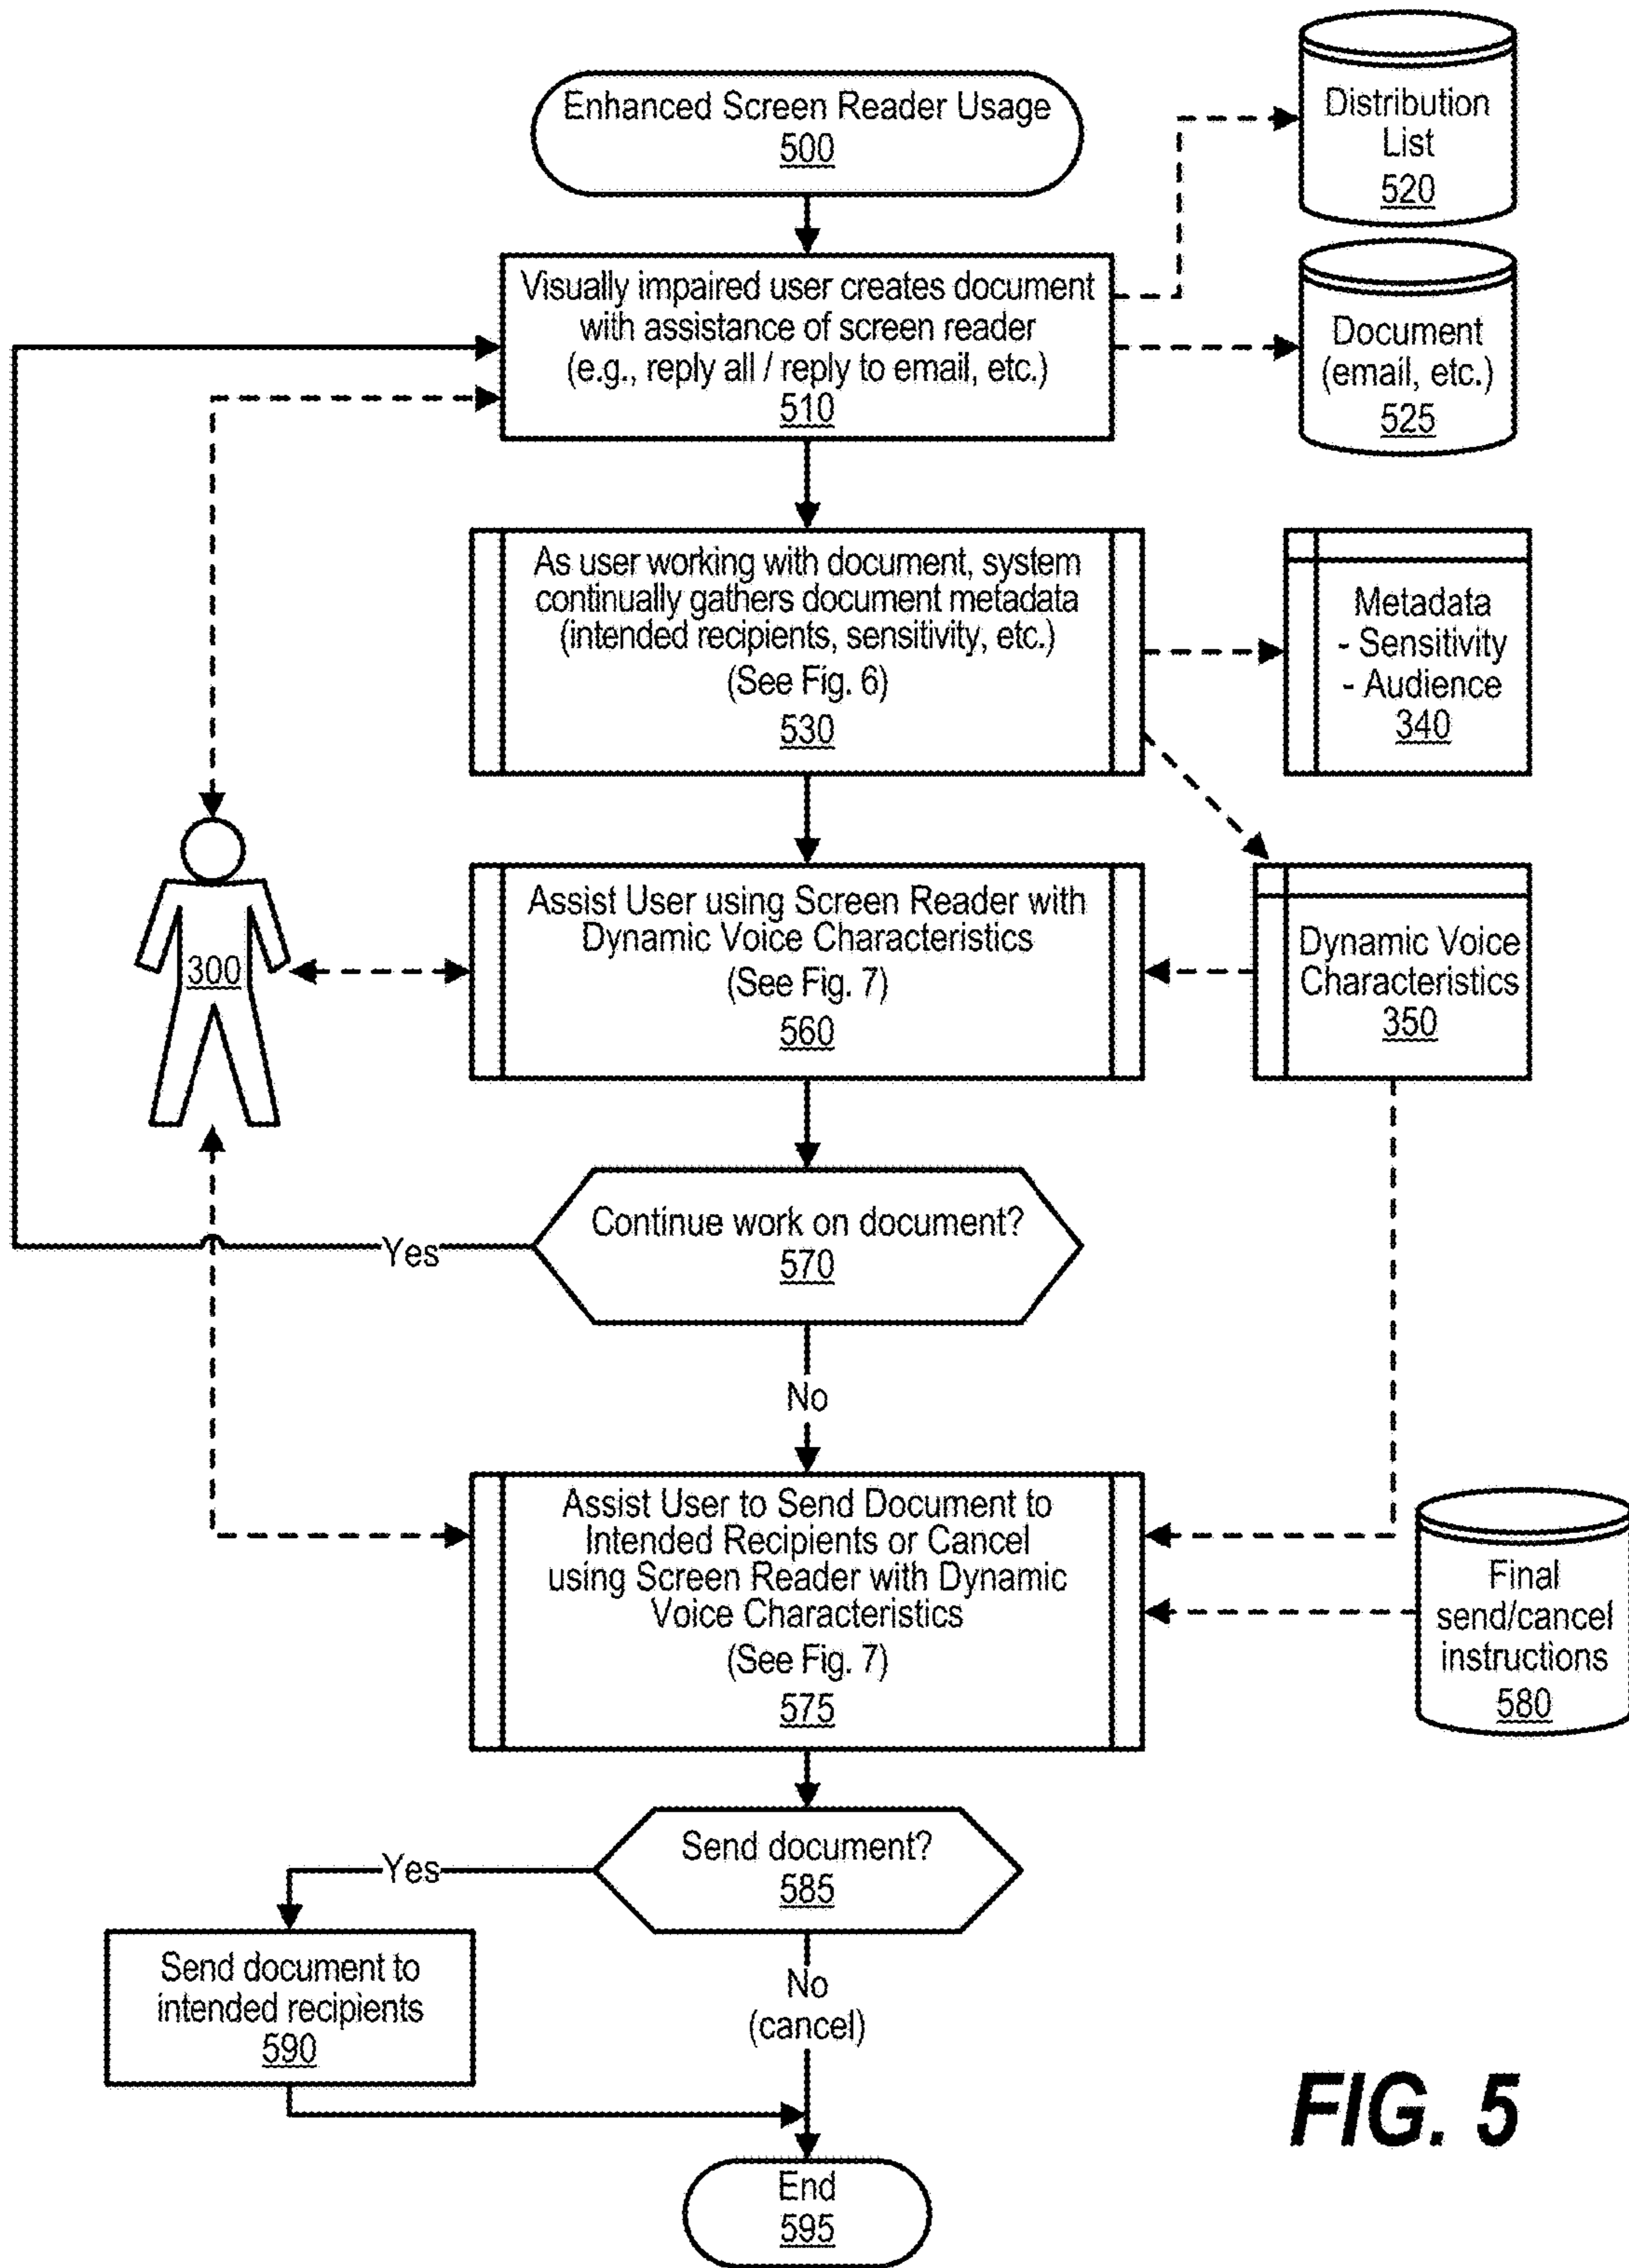 Enhanced Screen Reader Usage
500
Distribution
List
520
Visually impaired user creates document
with assistance of screen reader
(e.g., reply all / reply to email, etc.)
510
Document
(email, etc.)
525
As user working with document, system
continually gathers document metadata
(intended recipients, sensitivity, etc.)
(See Fig. 6)
530
Metadata
- Sensitivity
- Audience
340
300
Assist User using Screen Reader with
Dynamic Voice Characteristics
(See Fig. 7)
560
Dynamic Voice
Characteristics
350
Continue work on document?
570
Yes
No
Assist User to Send Document to
Intended Recipients or Cancel
using Screen Reader with Dynamic
Voice Characteristics
(See Fig. 7)
575
Final
send/cancel
instructions
580
Send document?
585
Yes
Send document to
intended recipients
590
No
(cancel)
End
595
FIG. 5